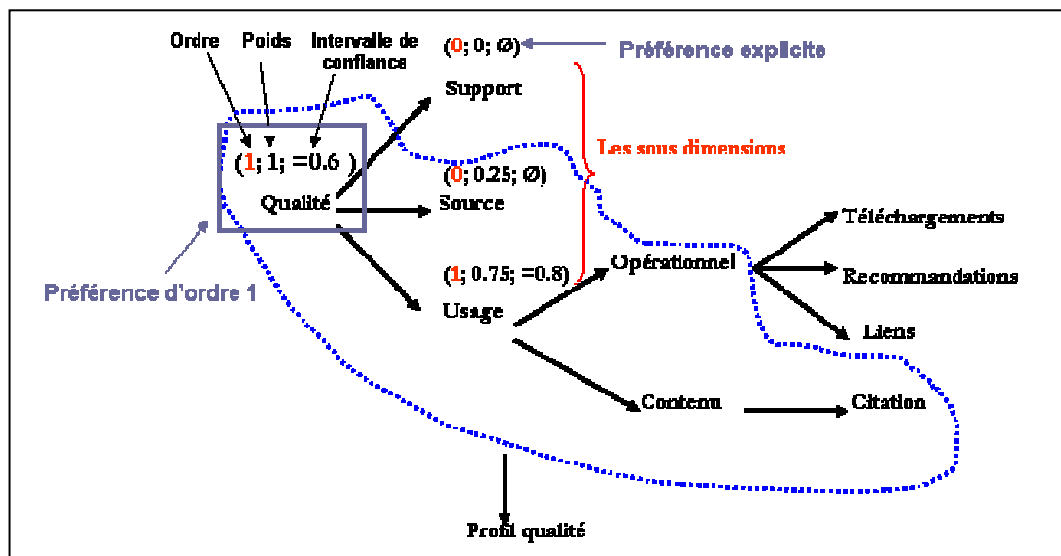 Ordre Poids Intervalle de
confiance
(0; 0; Ø)
Préférence explicite
Support
Les sous dimensions
(1; 1; =0.6 )
Qualité
(0; 0.25; Ø)
Source
Téléchargements
Opérationnel
(1; 0.75; =0.8)
Usage
Recommandations
Préférence d'ordre 1
Liens
Contenu
Citation
Profil qualité